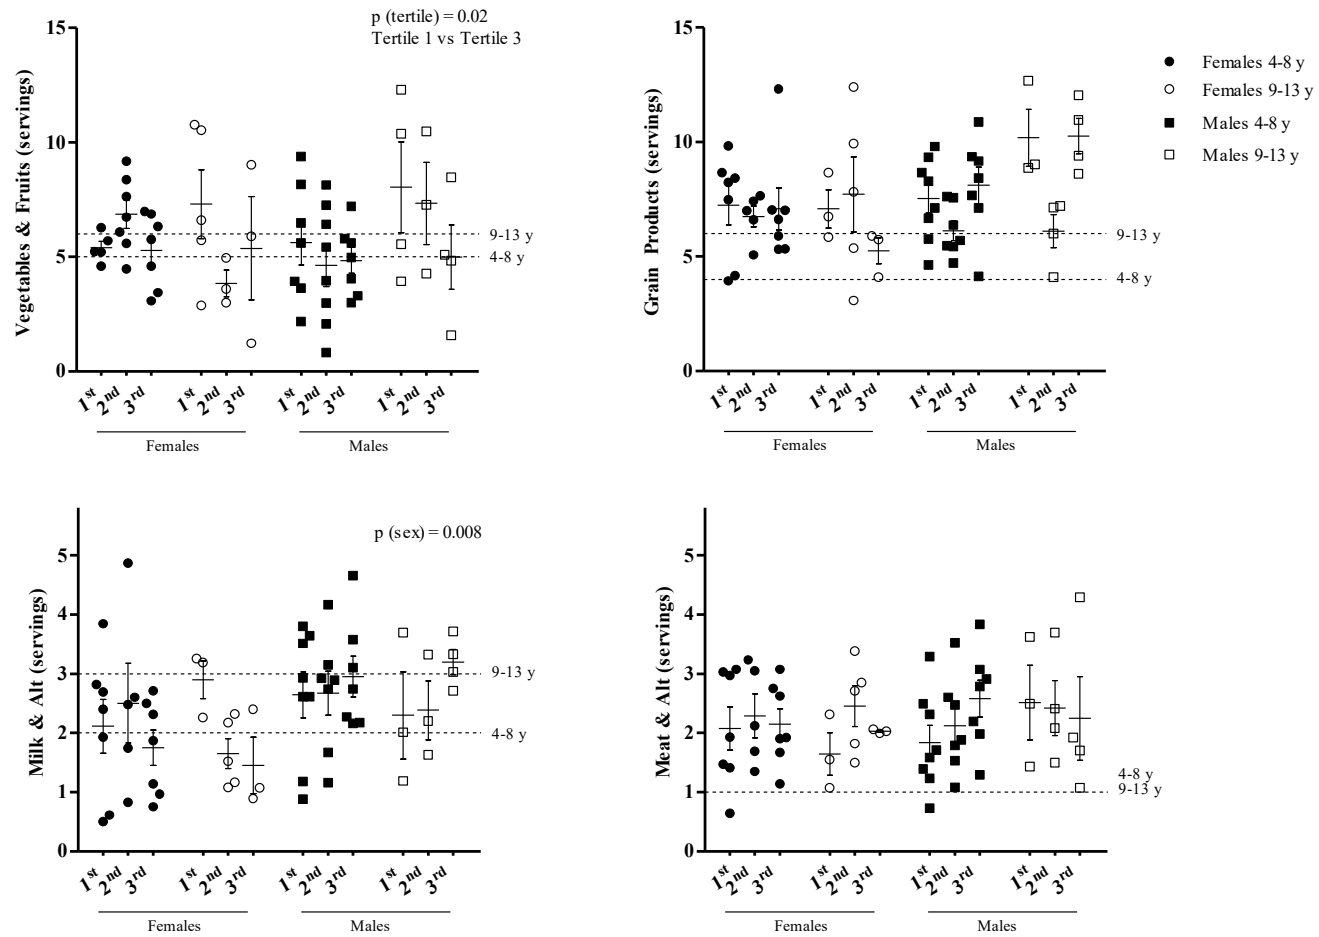 p (tertile) = 0.02
Tertile 1 vs Tertile 3
Vegetables & Fruits (servings)
15
10
5
0
9-13 y
4-8 y
1st 2nd 3rd 1st 2nd 3rd 1st 2nd 3rd 1st 2nd 3rd
Females Males
Grain Products (servings)
15
10
5
0
9-13 y
4-8 y
1st 2nd 3rd 1st 2nd 3rd 1st 2nd 3rd 1st 2nd 3rd
Females Males
Females 4-8 y
Females 9-13 y
Males 4-8 y
Males 9-13 y
p (sex) = 0.008
Milk & Alt (servings)
5
4
3
2
1
0
9-13 y
4-8 y
1st 2nd 3rd 1st 2nd 3rd 1st 2nd 3rd 1st 2nd 3rd
Females Males
Meat & Alt (servings)
5
4
3
2
1
0
4-8 y
9-13 y
1st 2nd 3rd 1st 2nd 3rd 1st 2nd 3rd 1st 2nd 3rd
Females Males